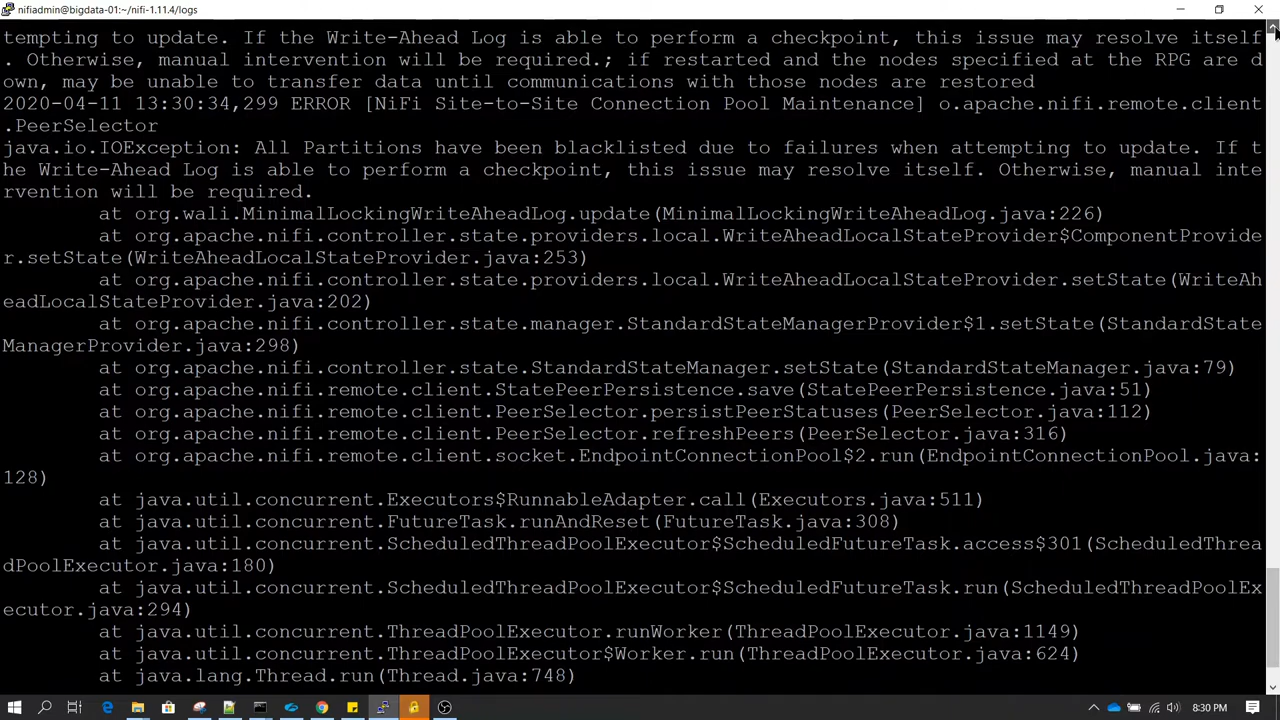 nifiadmin@bigdata-01:~/nifi-1.11.4/logs
tempting to update. If the Write-Ahead Log is able to perform a checkpoint, this issue may resolve itself
. Otherwise, manual intervention will be required.; if restarted and the nodes specified at the RPG are d
own, may be unable to transfer data until communications with those nodes are restored
2020-04-11 13:30:34,299 ERROR [NiFi Site-to-Site Connection Pool Maintenance] o.apache.nifi.remote.client
.PeerSelector
java.io.IOException: All Partitions have been blacklisted due to failures when attempting to update. If t
he Write-Ahead Log is able to perform a checkpoint, this issue may resolve itself. Otherwise, manual inte
rvention will be required.
at org.wali.MinimalLockingWriteAheadLog.update(MinimalLockingWriteAheadLog.java:226)
at org.apache.nifi.controller.state.providers.local.WriteAheadLocalStateProvider$ComponentProvide
r.setState(WriteAheadLocalStateProvider.java:253)
at org.apache.nifi.controller.state.providers.local.WriteAheadLocalStateProvider.setState(WriteAh
eadLocalStateProvider.java:202)
at org.apache.nifi.controller.state.manager.StandardStateManagerProvider$1.setState(StandardState
ManagerProvider.java:298)
at org.apache.nifi.controller.state.StandardStateManager.setState(StandardStateManager.java:79)
at org.apache.nifi.remote.client.StatePeerPersistence.save(StatePeerPersistence.java:51)
at org.apache.nifi.remote.client.PeerSelector.persistPeerStatuses(PeerSelector.java:112)
at org.apache.nifi.remote.client.PeerSelector.refreshPeers(PeerSelector.java:316)
at org.apache.nifi.remote.client.socket.EndpointConnectionPool$2.run(EndpointConnectionPool.java:
128)
at java.util.concurrent.Executors$RunnableAdapter.call(Executors.java:511)
at java.util.concurrent.FutureTask.runAndReset(FutureTask.java:308)
at java.util.concurrent.ScheduledThreadPoolExecutor$ScheduledFutureTask.access$301(ScheduledThrea
dPoolExecutor.java:180)
at java.util.concurrent.ScheduledThreadPoolExecutor$ScheduledFutureTask.run(ScheduledThreadPoolEx
ecutor.java:294)
at java.util.concurrent.ThreadPoolExecutor.runWorker(ThreadPoolExecutor.java:1149)
at java.util.concurrent.ThreadPoolExecutor$Worker.run(ThreadPoolExecutor.java:624)
at java.lang.Thread.run(Thread.java:748)
8:30 PM